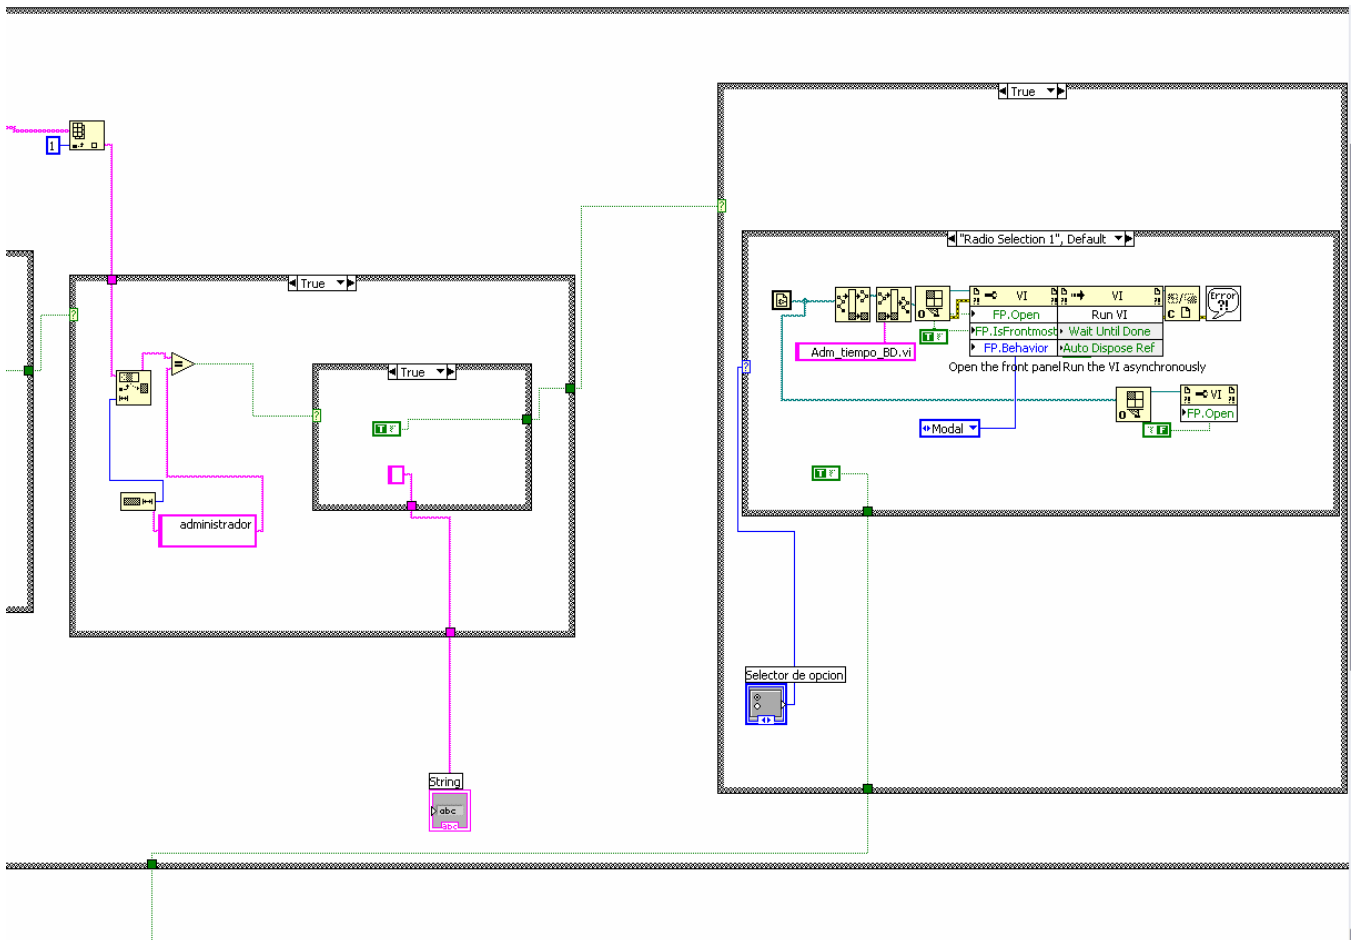 True
1
"Radio Selection 1", Default
True
VI
VI
Error
?!
FP.Open
Run VI
FP.IsFrontmost
Wait Until Done
Adm_tiempo_BD.vi
FP.Behavior
Auto Dispose Ref
Open the front panel
Run the VI asynchronously
True
VI
FP.Open
Modal
T
T
F
T
administrador
Selector de opcion
String
abc
abc